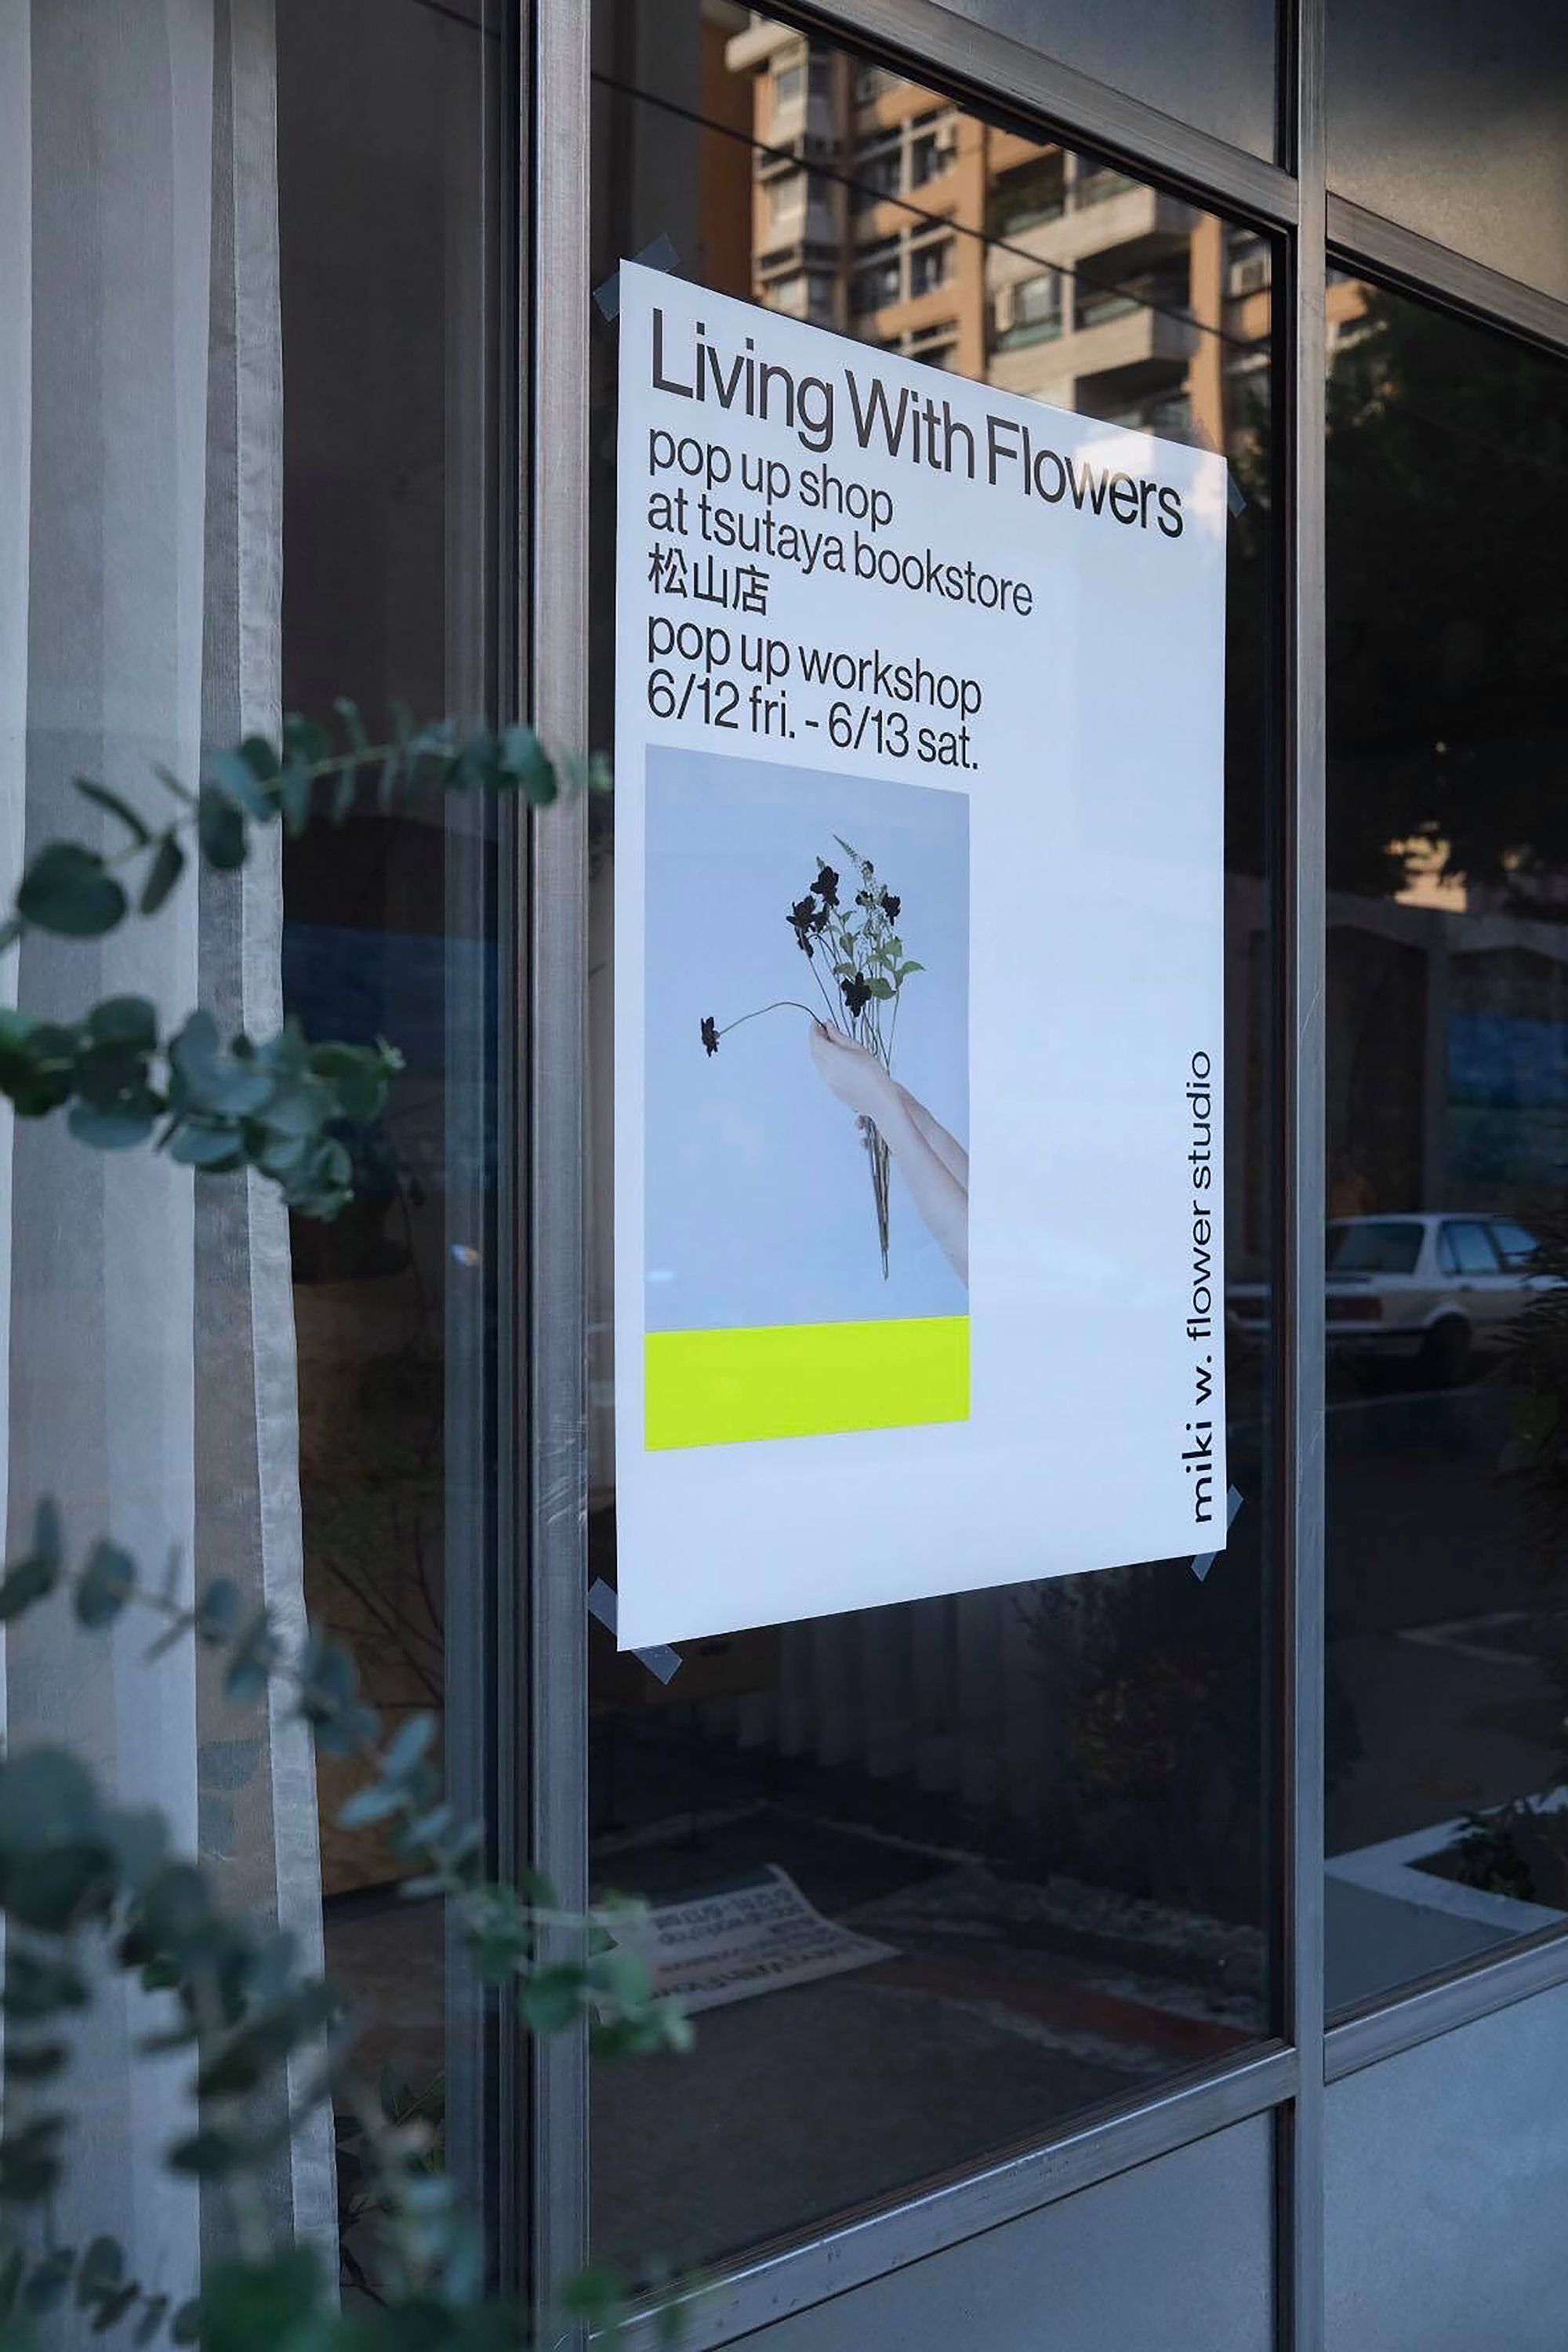 Living With Flowers
pop up shop
at tsutaya bookstore
松山店
pop up workshop
6/12 fri. - 6/13 sat.
miki w. flower studio